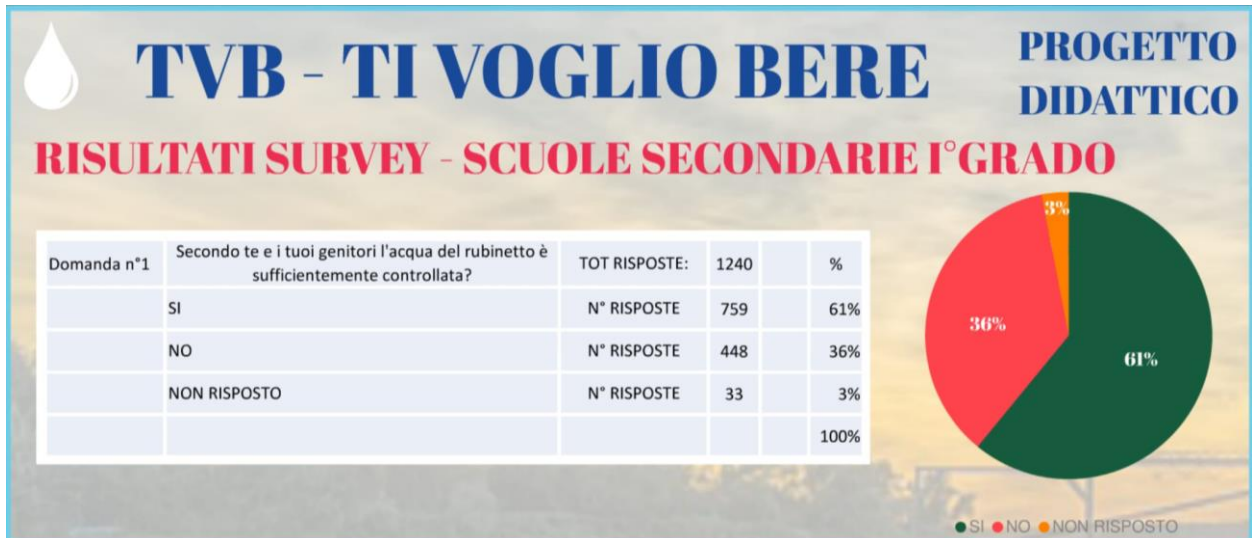 TVB - TI VOGLIO BERE
PROGETTO
DIDATTICO
RISULTATI SURVEY - SCUOLE SECONDARIE I°GRADO
Domanda n°1 Secondo te e i tuoi genitori l'acqua del rubinetto è TOT RISPOSTE: 1240 %
sufficientemente controllata?
SI N° RISPOSTE 759 61%
NO N° RISPOSTE 448 36%
NON RISPOSTO N° RISPOSTE 33 3%
100%
3%
36%
61%
SI NO NON RISPOSTO